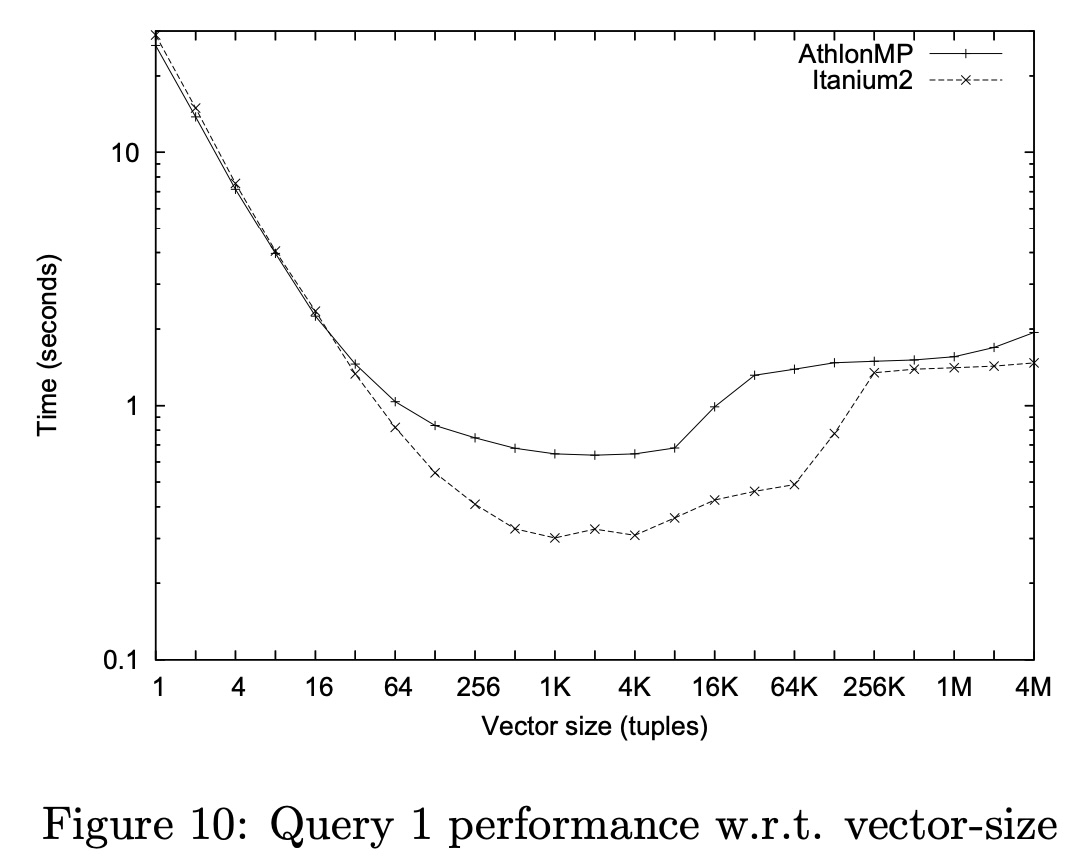 AthlonMP
Itanium2
10
1
0.1
Time (seconds)
1 4 16 64 256 1K 4K 16K 64K 256K 1M 4M
Vector size (tuples)
Figure 10: Query 1 performance w.r.t. vector-size